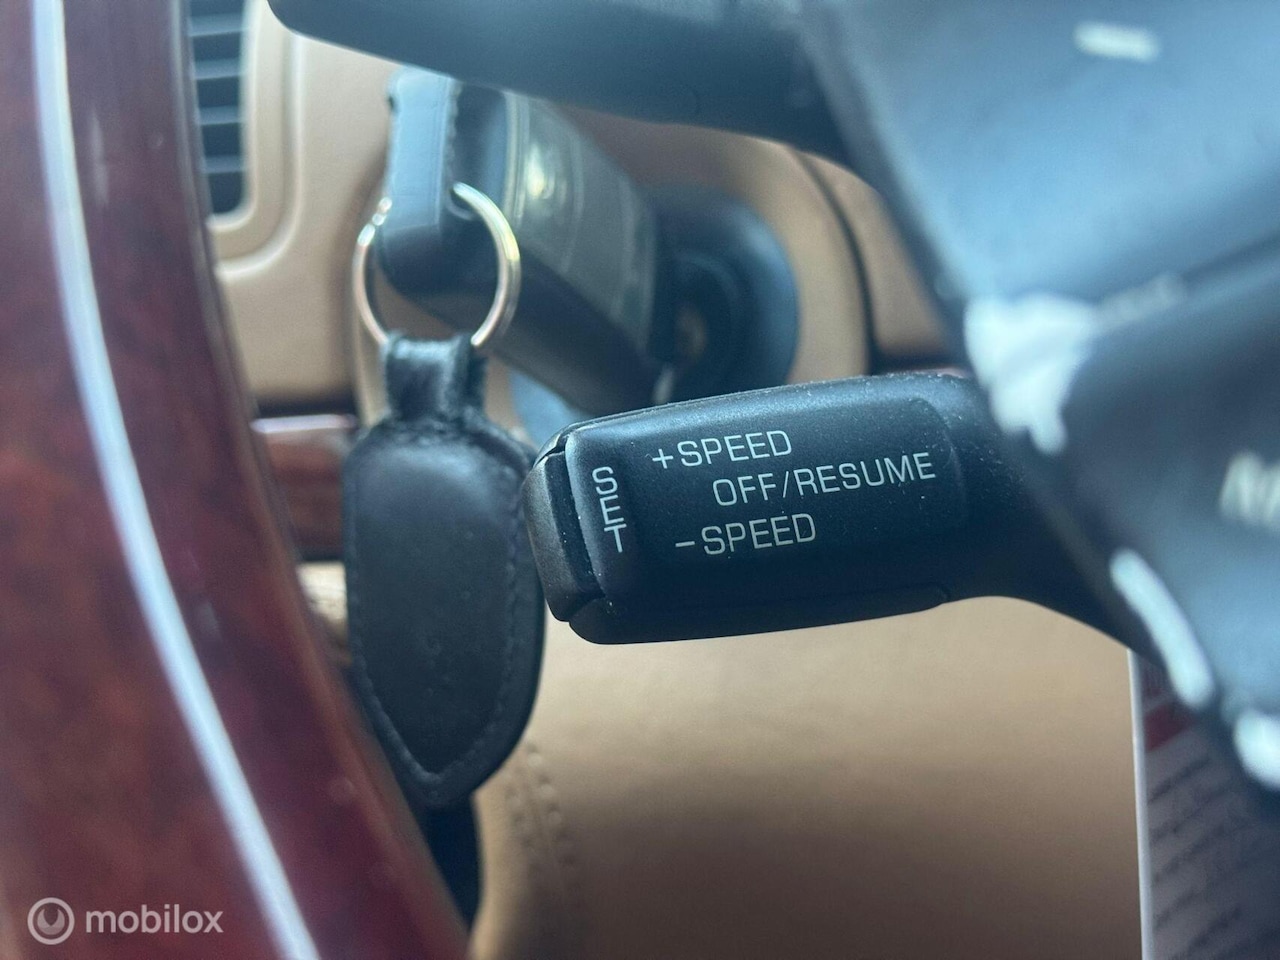 +SPEED
OFF/RESUME
-SPEED
SET
mobilox